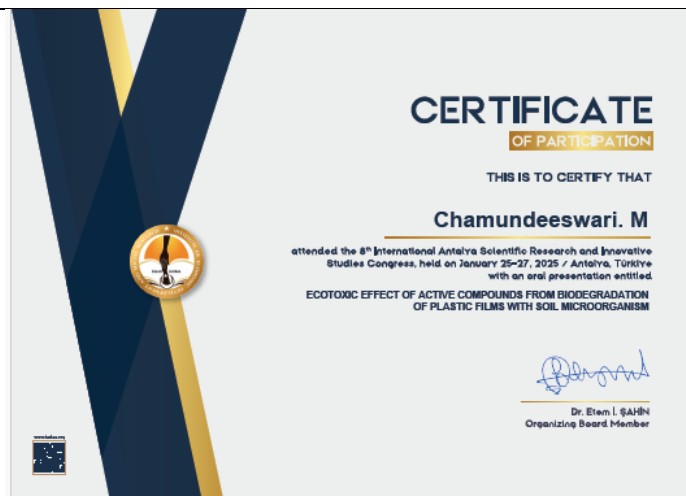 CERTIFICATE
OF PARTICIPATION
THIS IS TO CERTIFY THAT
Chamundeeswari. M
attended the 8th International Antalya Scientific Research and Innovative
Studies Congress, held on January 25-27, 2025 / Antalya, Türkiye
with an oral presentation entitled
ECOTOXIC EFFECT OF ACTIVE COMPOUNDS FROM BIODEGRADATION
OF PLASTIC FILMS WITH SOIL MICROORGANISM
Dr. Etem İ. ŞAHİN
Organizing Board Member